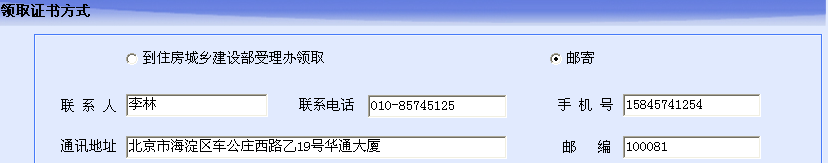 领取证书方式
到住房城乡建设部受理办领取 邮寄
联 系 人 李林 联系电话 010-85745125 手 机 号 15845741254
通讯地址 北京市海淀区车公庄西路乙19号华通大厦 邮 编 100081